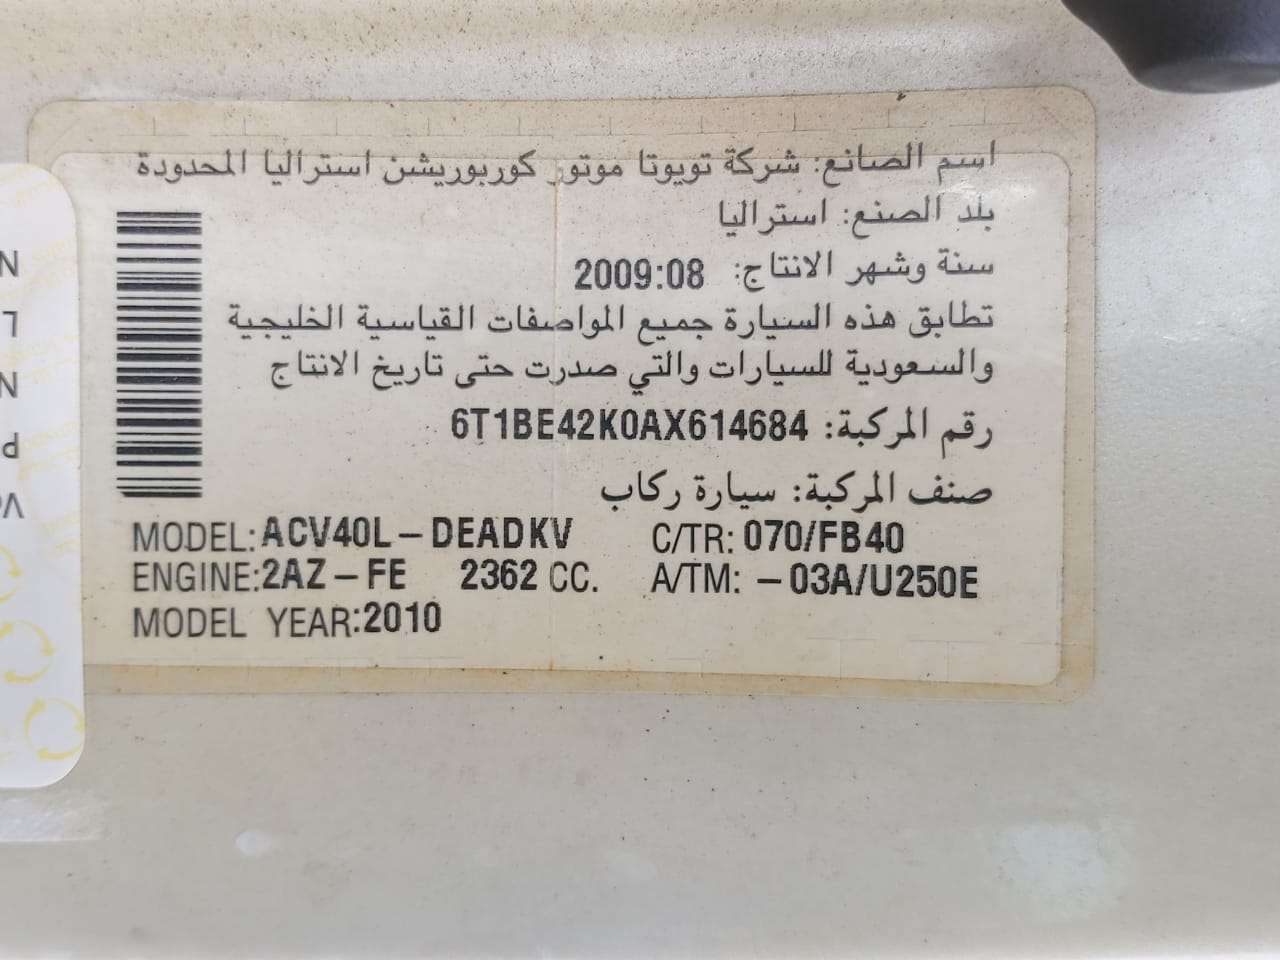 اسم الصانع: شركة تويوتا موتور كوربوريشن استراليا المحدودة
بلد الصنع: استراليا
سنة وشهر الانتاج: 2009:08
تطابق هذه السيارة جميع المواصفات القياسية الخليجية
والسعودية للسيارات والتي صدرت حتى تاريخ الانتاج
رقم المركبة: 6T1BE42K0AX614684
صنف المركبة: سيارة ركاب
MODEL: ACV40L-DEADKV C/TR: 070/FB40
ENGINE: 2AZ-FE 2362 CC. A/TM: -03A/U250E
MODEL YEAR: 2010